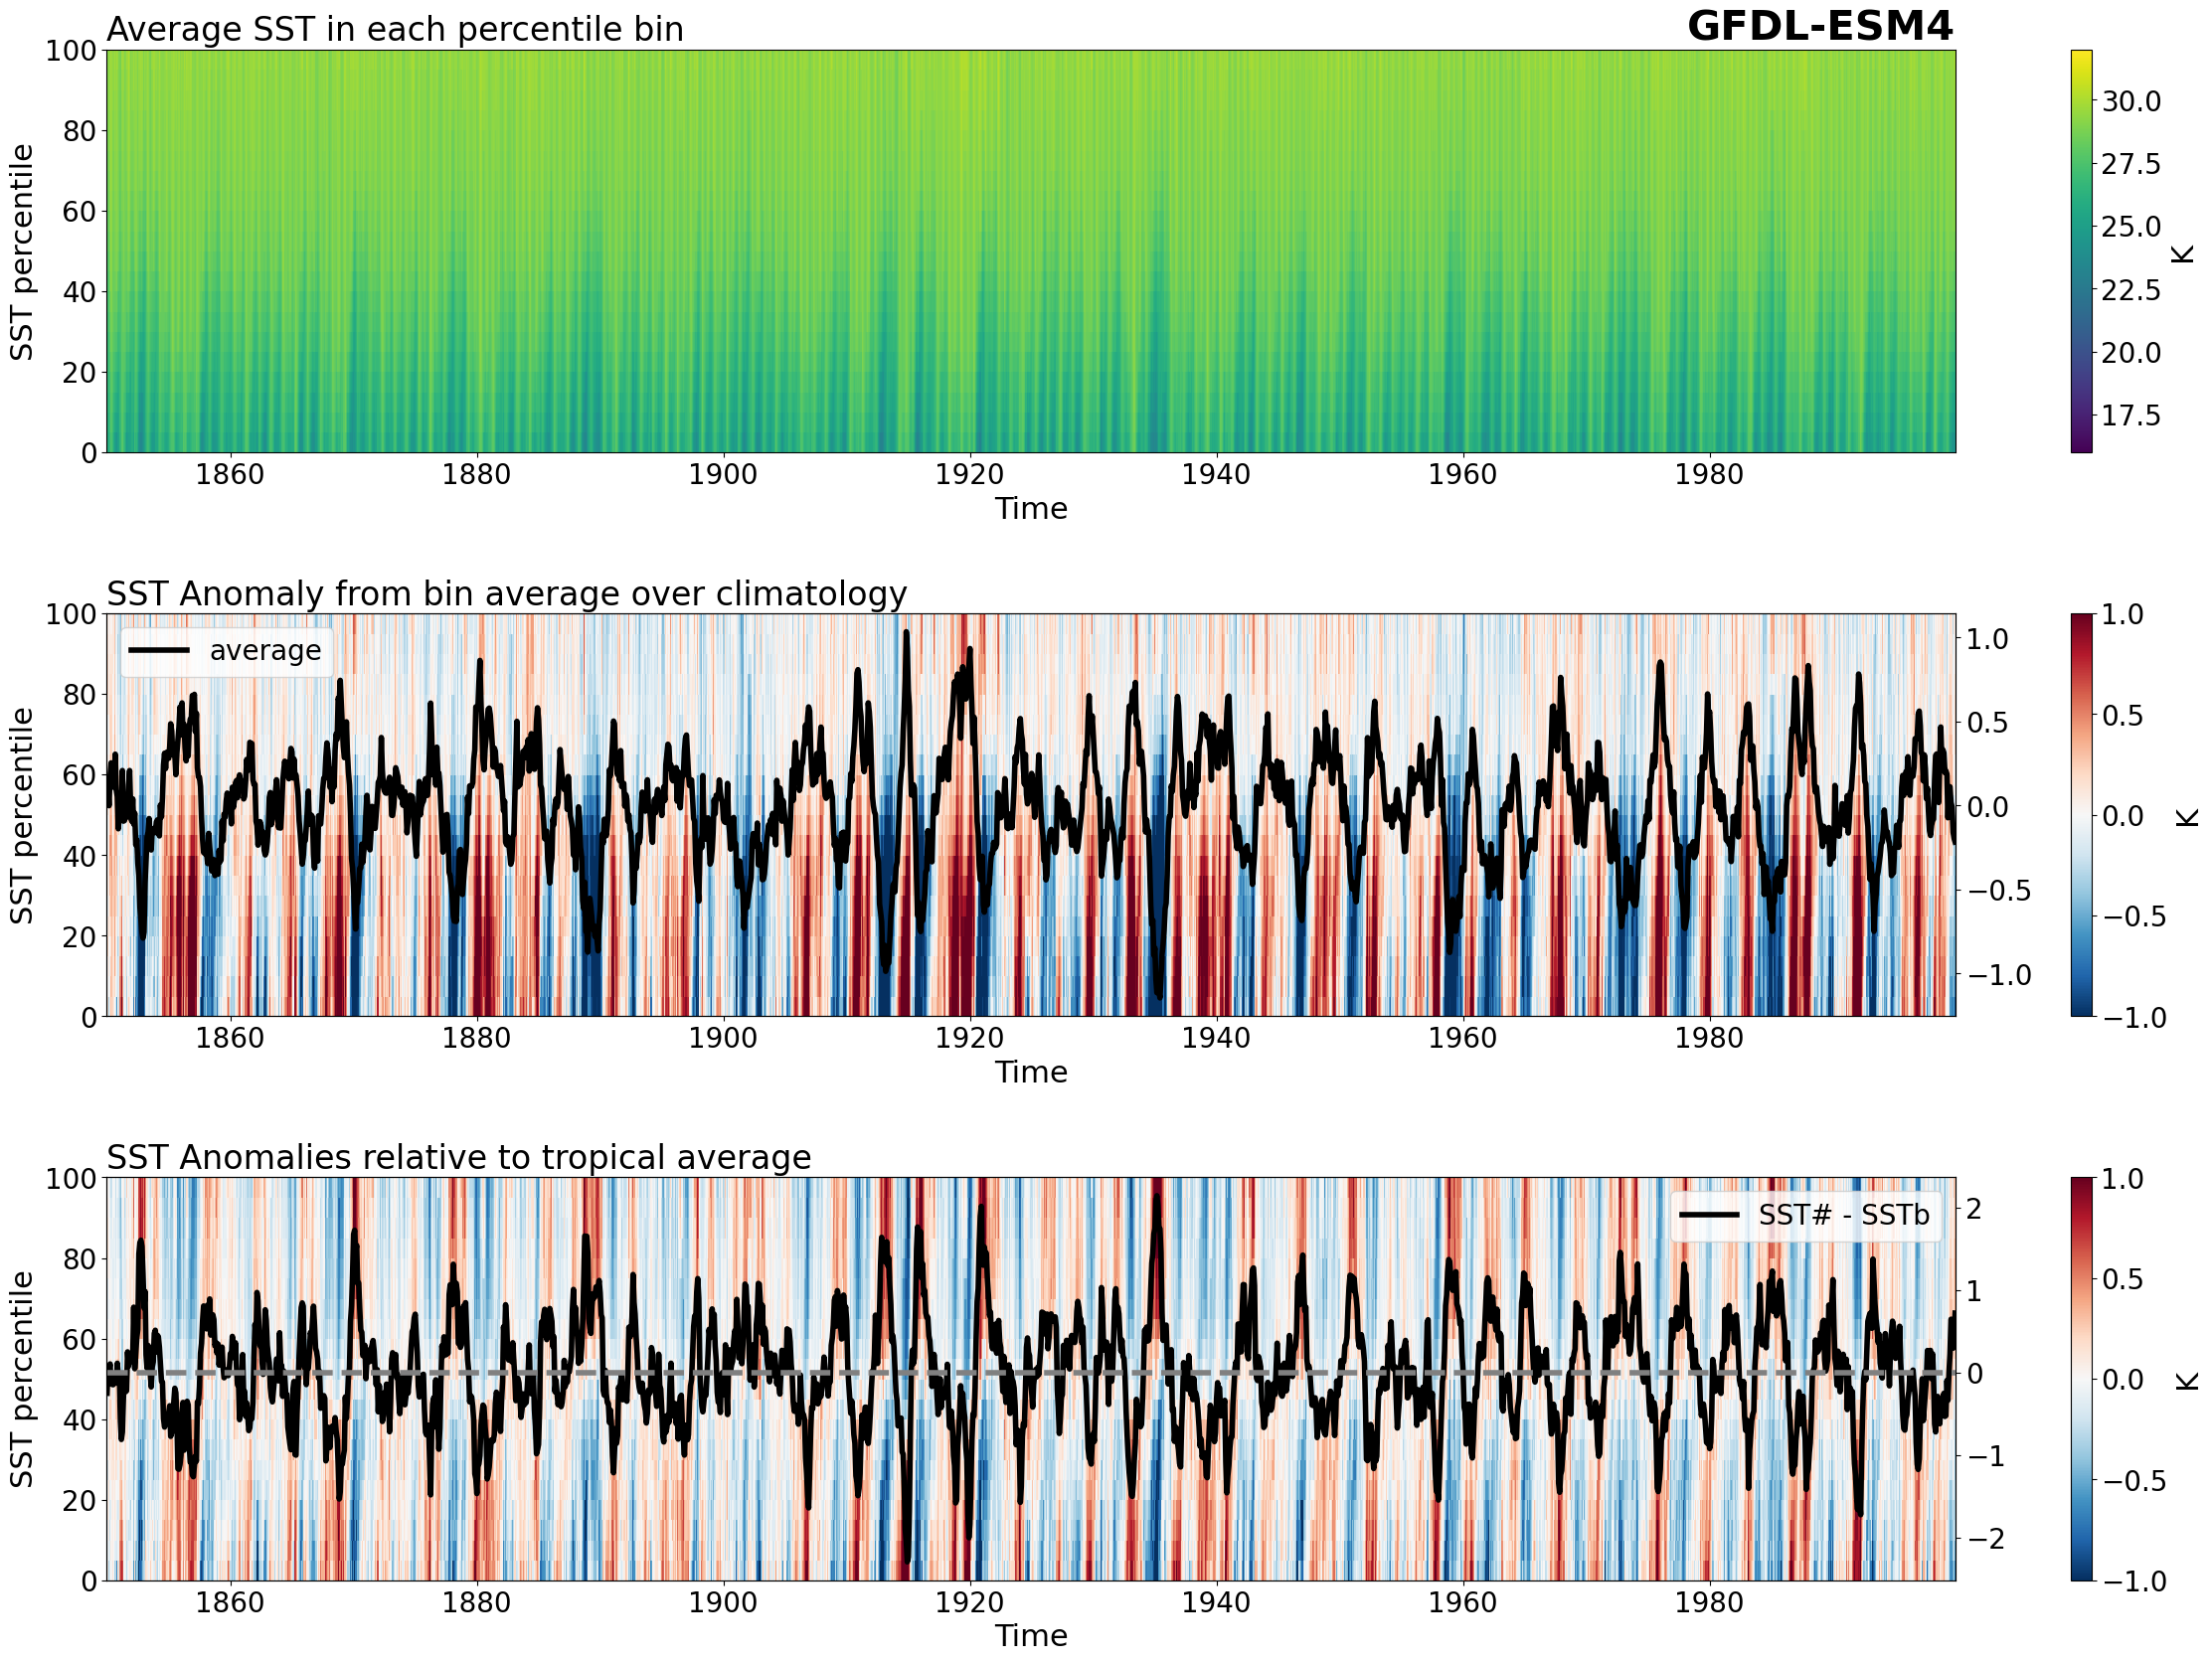 Average SST in each percentile bin
GFDL-ESM4
SST percentile
100
80
60
40
20
0
1860 1880 1900 1920 1940 1960 1980
Time
30.0
27.5
25.0
22.5
20.0
17.5
K
SST Anomaly from bin average over climatology
average
SST percentile
100
80
60
40
20
0
1860 1880 1900 1920 1940 1960 1980
Time
1.0
0.5
0.0
−0.5
−1.0
1.0
0.5
0.0
−0.5
−1.0
K
SST Anomalies relative to tropical average
SST# - SSTb
SST percentile
100
80
60
40
20
0
1860 1880 1900 1920 1940 1960 1980
Time
2
1
0
−1
−2
1.0
0.5
0.0
−0.5
−1.0
K